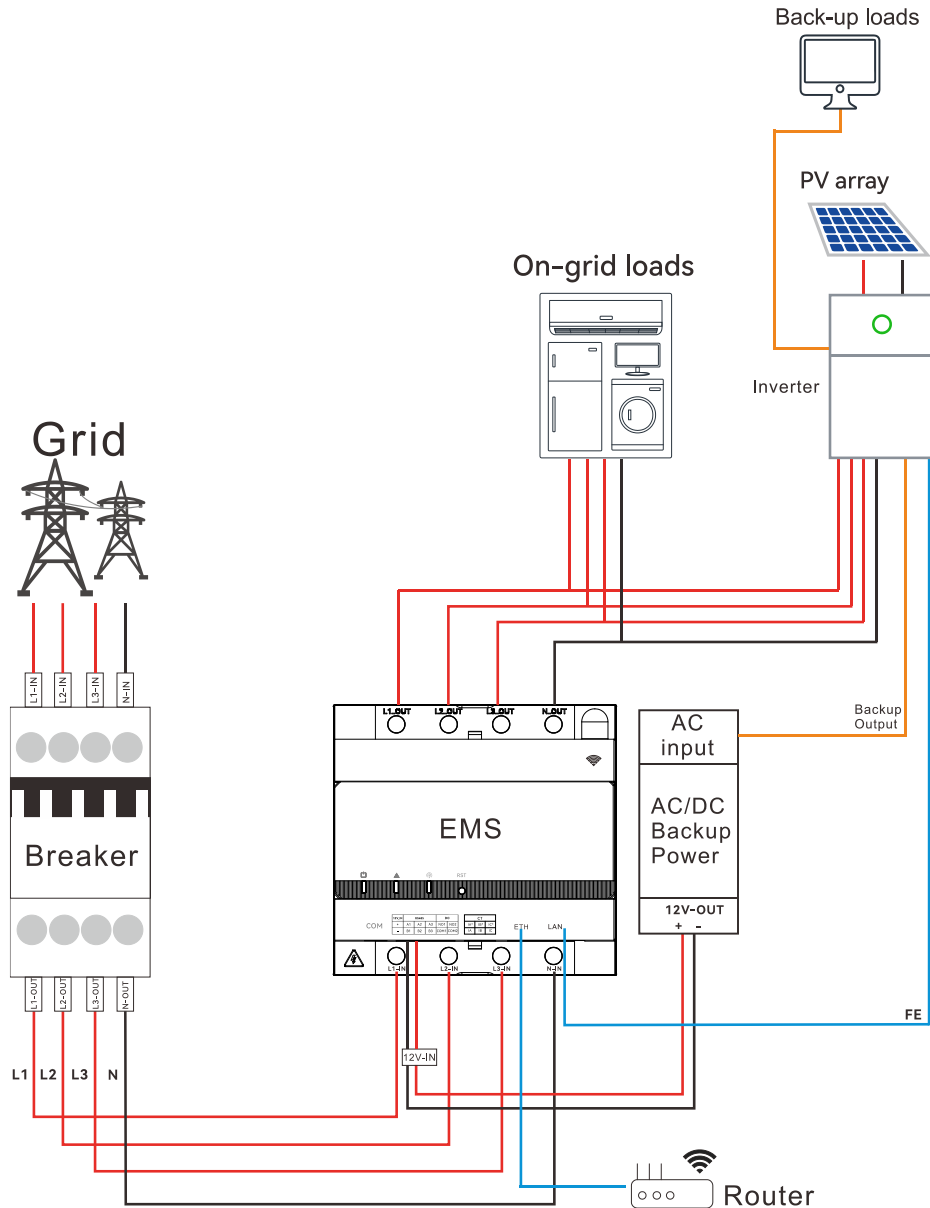 Back-up loads
PV array
On-grid loads
Inverter
Grid
L1-IN
L2-IN
L3-IN
N-IN
Breaker
L1-OUT
L2-OUT
L3-OUT
N-OUT
L1
L2
L3
N
L1_OUT
L2_OUT
L3_OUT
N_OUT
EMS
RST
COM
ETH
LAN
L1-IN
L2-IN
L3-IN
N-IN
12V-IN
Backup
Output
AC
input
AC/DC
Backup
Power
12V-OUT
+ -
FE
Router